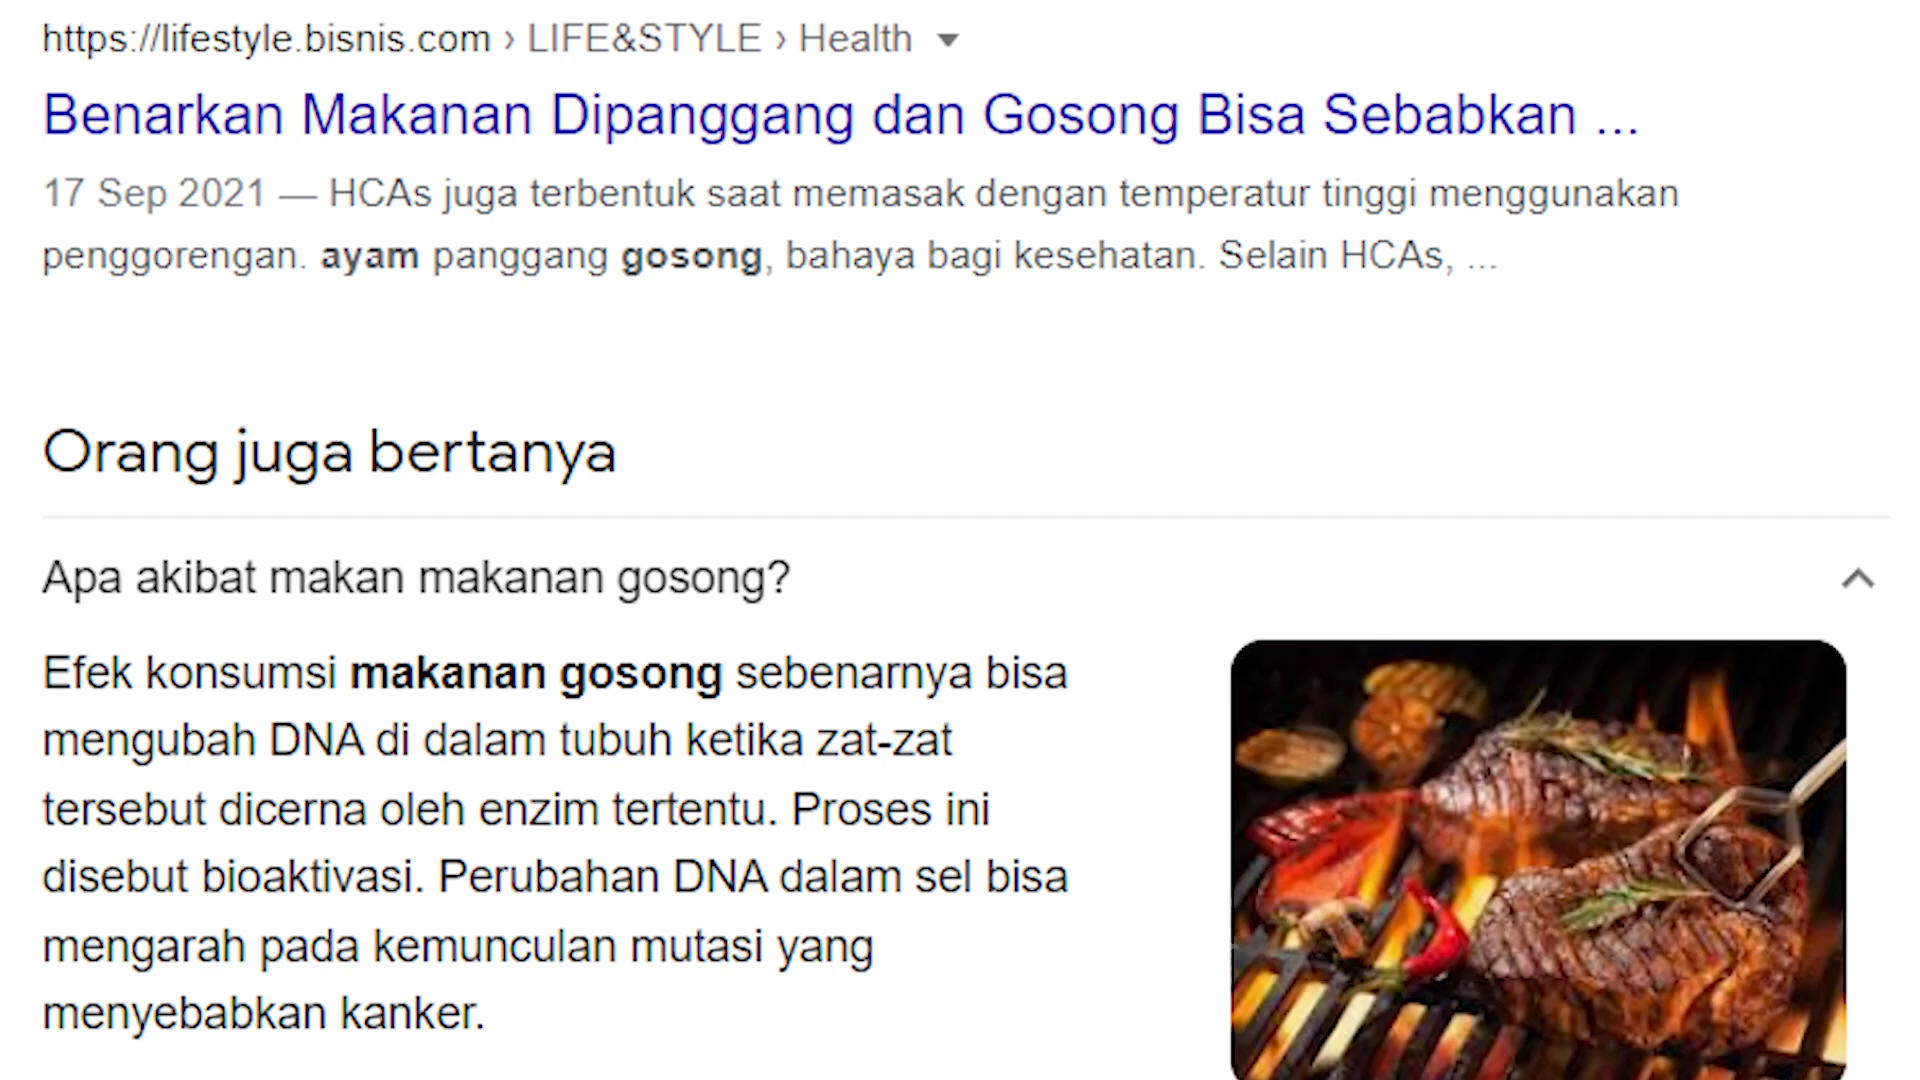 https://lifestyle.bisnis.com › LIFE&STYLE › Health
Benarkan Makanan Dipanggang dan Gosong Bisa Sebabkan ...
17 Sep 2021 — HCAs juga terbentuk saat memasak dengan temperatur tinggi menggunakan
penggorengan. ayam panggang gosong, bahaya bagi kesehatan. Selain HCAs, ...
Orang juga bertanya
Apa akibat makan makanan gosong?
Efek konsumsi makanan gosong sebenarnya bisa
mengubah DNA di dalam tubuh ketika zat-zat
tersebut dicerna oleh enzim tertentu. Proses ini
disebut bioaktivasi. Perubahan DNA dalam sel bisa
mengarah pada kemunculan mutasi yang
menyebabkan kanker.